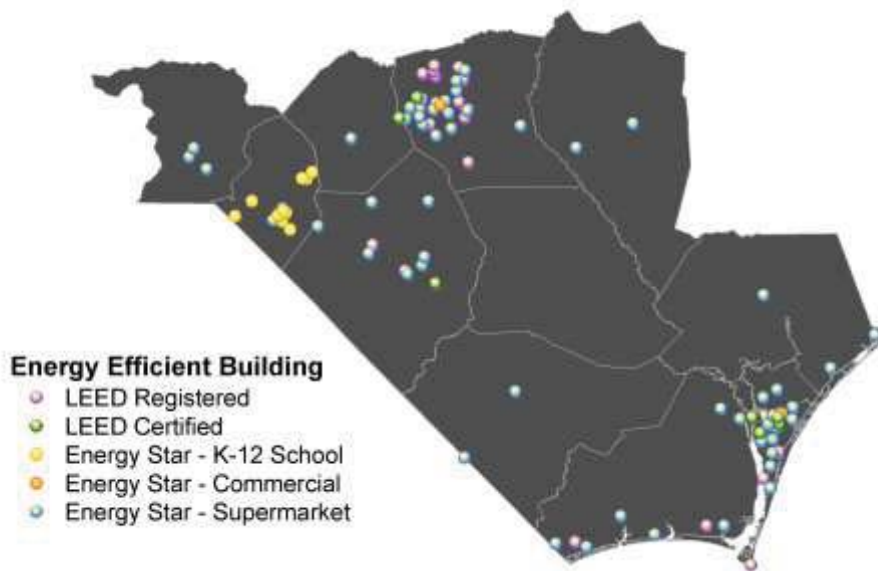 Energy Efficient Building
LEED Registered
LEED Certified
Energy Star - K-12 School
Energy Star - Commercial
Energy Star - Supermarket